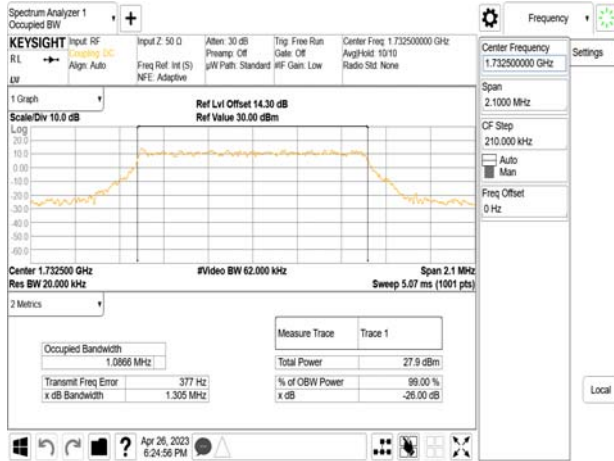 Spectrum Analyzer 1
Occupied BW
+
Frequency
KEYSIGHT Input: RF
Coupling: DC
Align: Auto
RL
Input Z: 50 Ω
Freq Ref: Int (S)
NFE: Adaptive
Atten: 30 dB
Preamp: Off
µW Path: Standard
Trig: Free Run
Gate: Off
#IF Gain: Low
Center Freq: 1.732500000 GHz
Avg|Hold: 10/10
Radio Std: None
Center Frequency
1.732500000 GHz
Settings
Span
2.1000 MHz
CF Step
210.000 kHz
Auto
Man
Freq Offset
0 Hz
Local
1 Graph
Scale/Div 10.0 dB
Ref Lvl Offset 14.30 dB
Ref Value 30.00 dBm
Log
20.0
10.0
0.00
-10.0
-20.0
-30.0
-40.0
-50.0
-60.0
Center 1.732500 GHz
Res BW 20.000 kHz
#Video BW 62.000 kHz
Span 2.1 MHz
Sweep 5.07 ms (1001 pts)
2 Metrics
Occupied Bandwidth
1.0866 MHz
Transmit Freq Error 377 Hz
x dB Bandwidth 1.305 MHz
Measure Trace Trace 1
Total Power 27.9 dBm
% of OBW Power 99.00 %
x dB -26.00 dB
?
Apr 26, 2023
6:24:56 PM